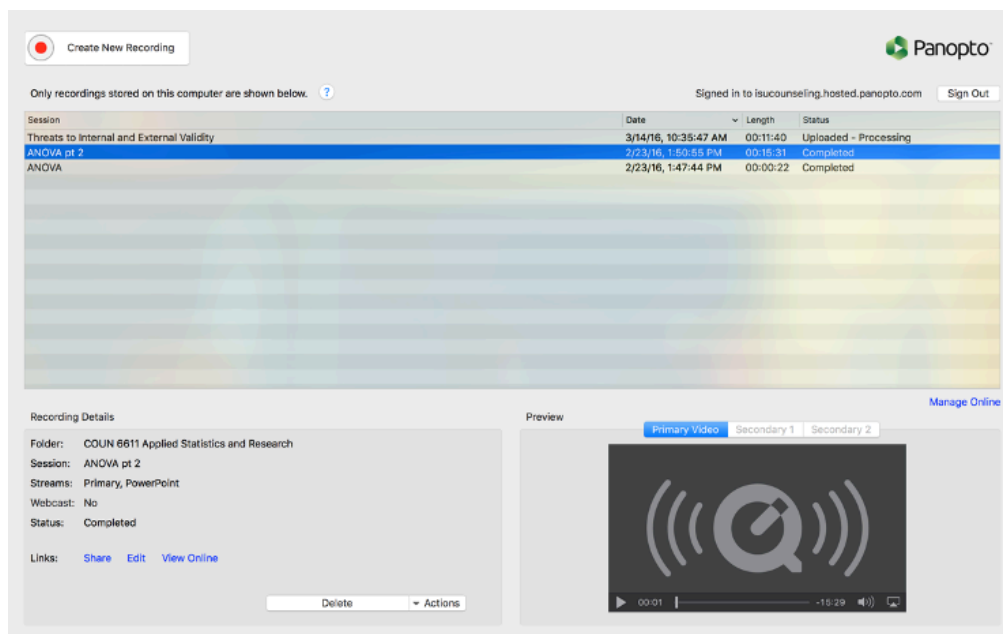 Create New Recording
Panopto
Only recordings stored on this computer are shown below. ?
Signed in to isucounseling.hosted.panopto.com Sign Out
Session Date Length Status
Threats to Internal and External Validity 3/14/16, 10:35:47 AM 00:11:40 Uploaded - Processing
ANOVA pt 2 2/23/16, 1:50:55 PM 00:15:31 Completed
ANOVA 2/23/16, 1:47:44 PM 00:00:22 Completed
Manage Online
Recording Details
Folder: COUN 6611 Applied Statistics and Research
Session: ANOVA pt 2
Streams: Primary, PowerPoint
Webcast: No
Status: Completed
Links: Share Edit View Online
Delete Actions
Preview
Primary Video Secondary 1 Secondary 2
00:01 -15:29